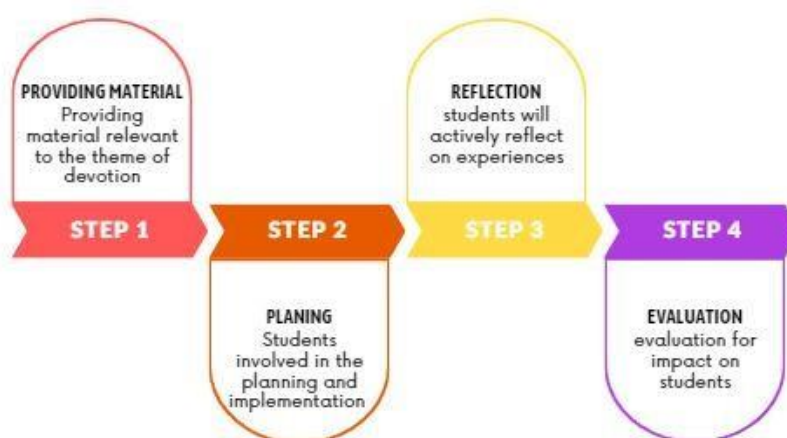 PROVIDING MATERIAL
Providing
material relevant
to the theme of
devotion
STEP 1
STEP 2
PLANING
Students
involved in the
planning and
implementation
REFLECTION
students will
actively reflect
on experiences
STEP 3
STEP 4
EVALUATION
evaluation for
impact on
students